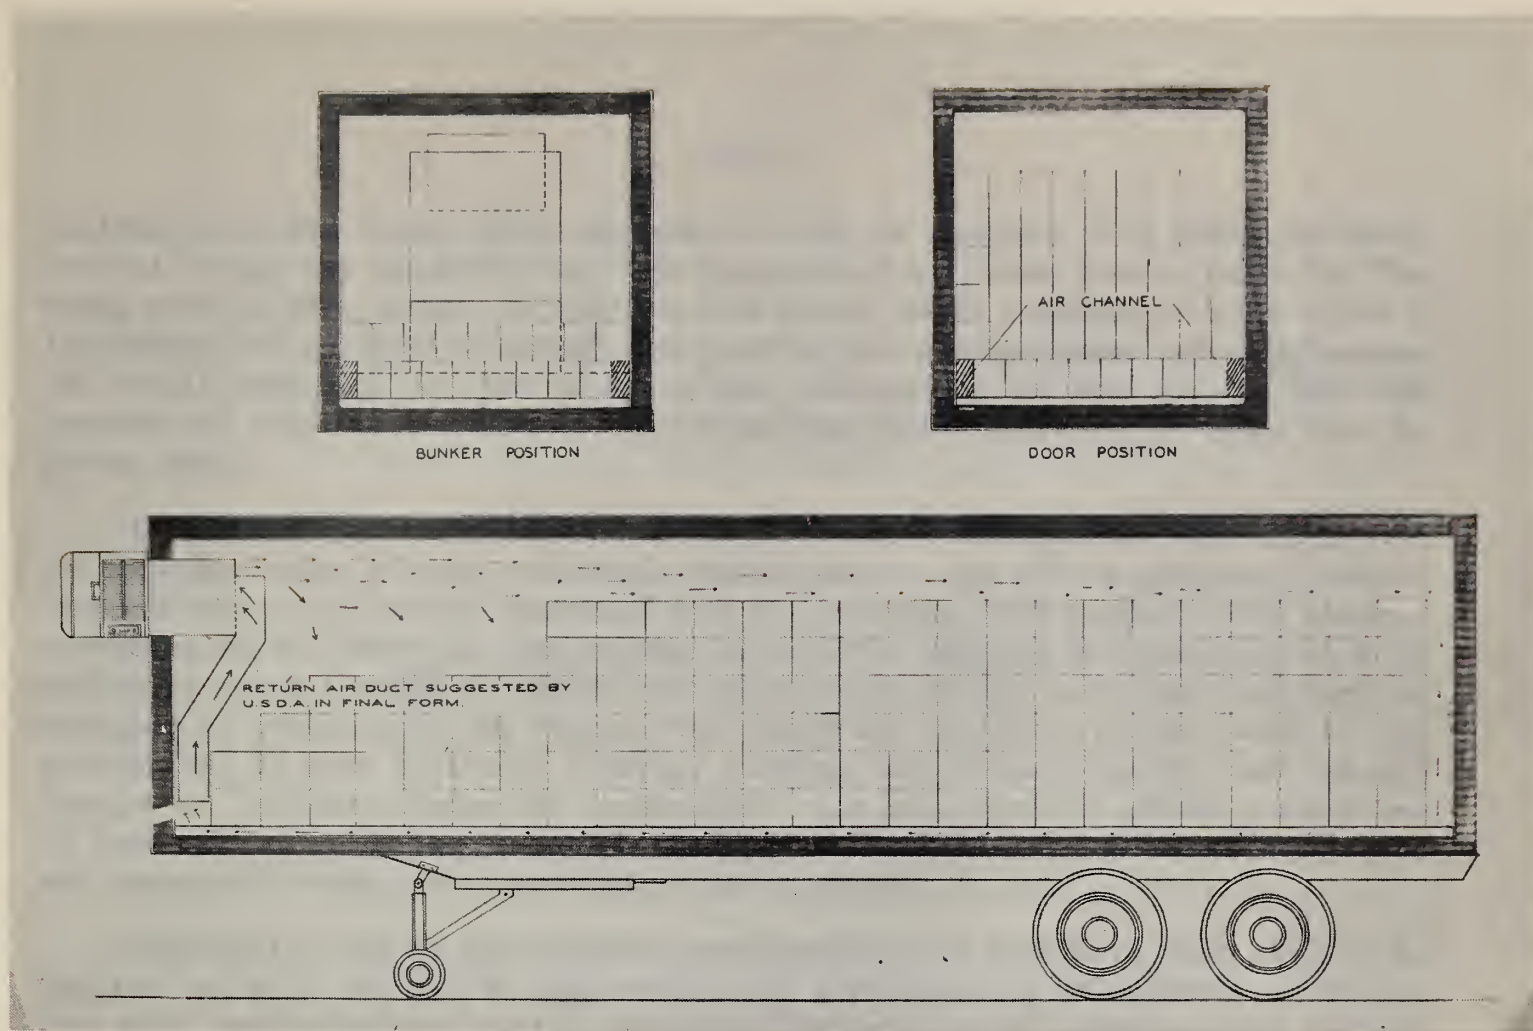 AIR CHANNEL
BUNKER POSITION
DOOR POSITION
RETURN AIR DUCT SUGGESTED BY
U.S.D.A. IN FINAL FORM.